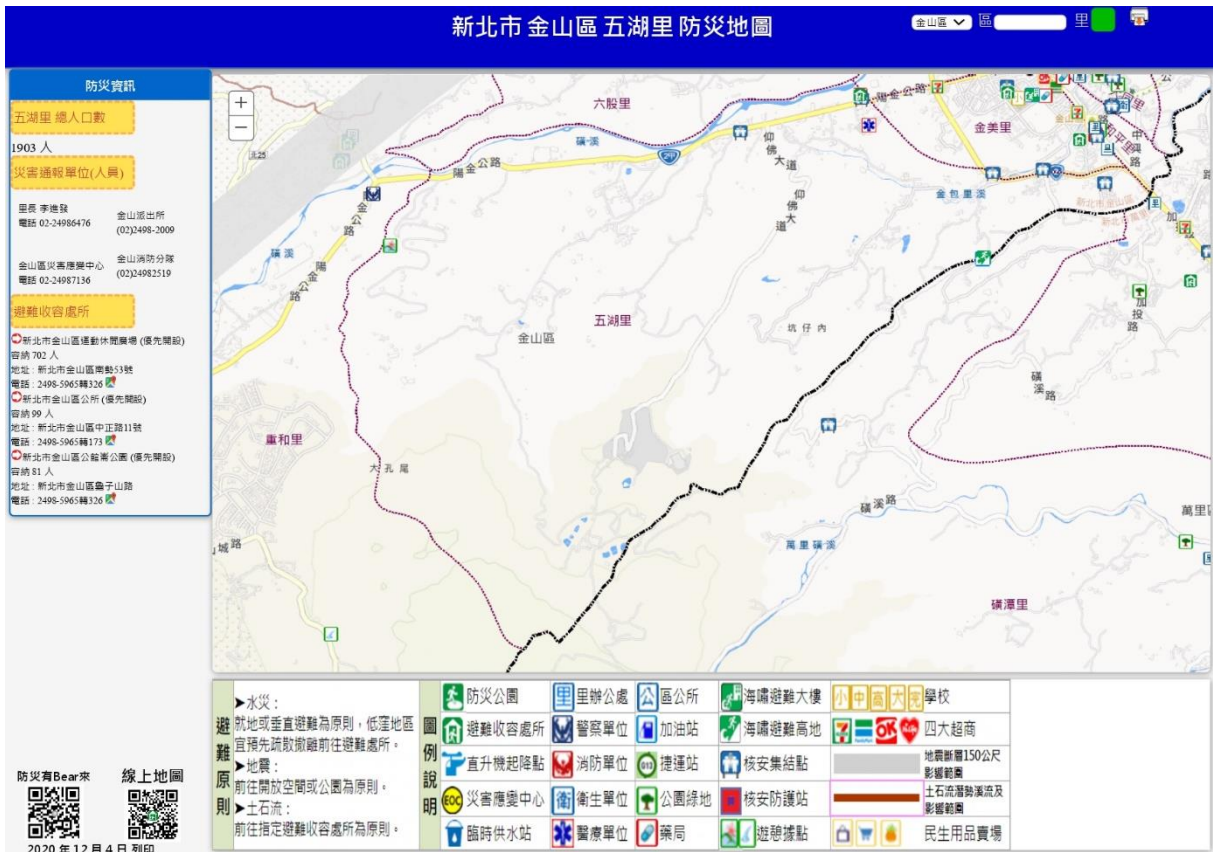 新北市 金山區 五湖里 防災地圖
金山區
區
里
防災資訊
五湖里 總人口數
1903 人
災害通報單位(人員)
里長 李進發
電話 02-24986476
金山派出所
(02)2498-2009
金山區災害應變中心
電話 02-24987136
金山消防分隊
(02)24982519
避難收容處所
新北市金山區運動休閒廣場 (優先開設)
容納 702 人
地址 : 新北市金山區南勢53號
電話 : 2498-5965轉326
新北市金山區公所 (優先開設)
容納 99 人
地址 : 新北市金山區中正路11號
電話 : 2498-5965轉173
新北市金山區公館崙公園 (優先開設)
容納 81 人
地址 : 新北市金山區龜子山路
電話 : 2498-5965轉326
防災有Bear來
線上地圖
2020 年 12 月 4 日 列印
+
−
六股里
北25
磺溪
陽金公路
陽金公路
仰佛大道
仰佛大道
金美里
中興路
金包里溪
新北市金山區
陽金公路
磺溪
五湖里
金山區
坑仔內
加投路
磺溪路
重和里
大孔尾
磺溪路
萬里磺溪
萬里
城路
磺潭里
避難原則
➤水災：
就地或垂直避難為原則，低窪地區
宜預先疏散撤離前往避難處所。
➤地震：
前往開放空間或公園為原則。
➤土石流：
前往指定避難收容處所為原則。
圖例說明
防災公園
里 里辦公處
公 區公所
海嘯避難大樓
小 中 高 大 學校
避難收容處所
警察單位
加油站
海嘯避難高地
7 OK 四大超商
直升機起降點
消防單位
捷運站
核安集結點
地震斷層150公尺
影響範圍
EOC 災害應變中心
衛 衛生單位
公園綠地
核安防護站
土石流潛勢溪流及
影響範圍
臨時供水站
醫療單位
藥局
遊憩據點
民生用品賣場